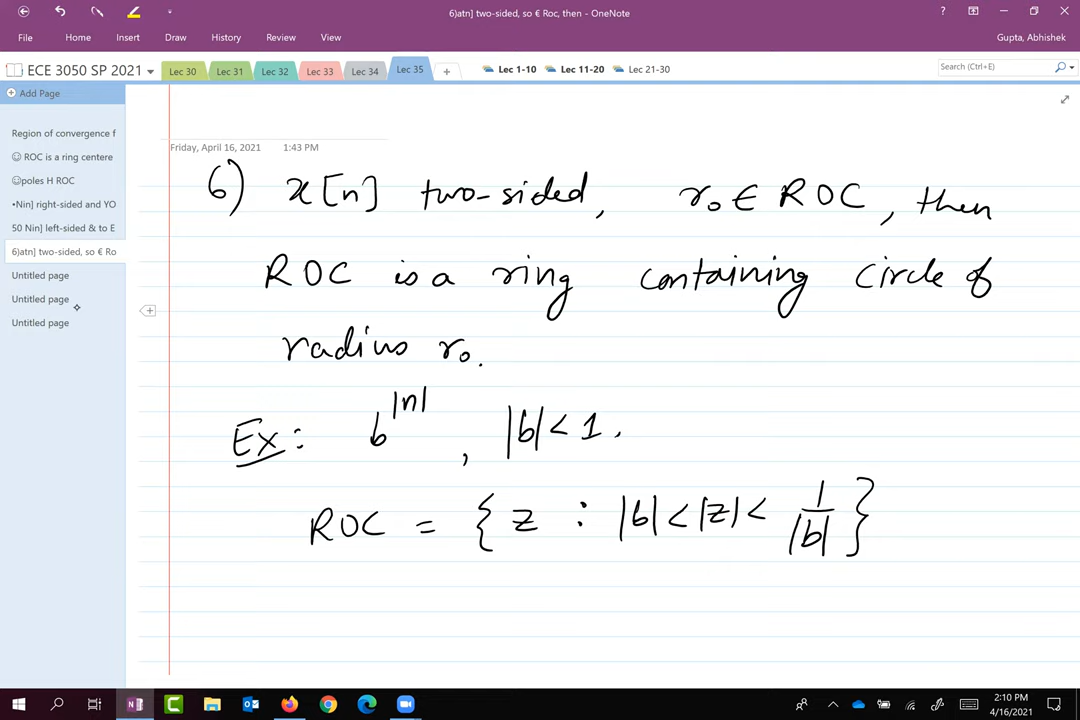 6)atn] two-sided, so € Roc, then - OneNote
Gupta, Abhishek
File Home Insert Draw History Review View
ECE 3050 SP 2021 Lec 30 Lec 31 Lec 32 Lec 33 Lec 34 Lec 35 Lec 1-10 Lec 11-20 Lec 21-30 Search (Ctrl+E)
Add Page
Region of convergence f
ROC is a ring centere
poles H ROC
•Nin] right-sided and YO
50 Nin] left-sided & to E
6)atn] two-sided, so € Ro
Untitled page
Untitled page
Untitled page
Friday, April 16, 2021 1:43 PM
6) x[n] two-sided, r₀ ∈ ROC, then
ROC is a ring containing circle of
radius r₀.
Ex: b^|n|, |b| < 1.
ROC = { z : |b| < |z| < 1/|b| }
2:10 PM
4/16/2021